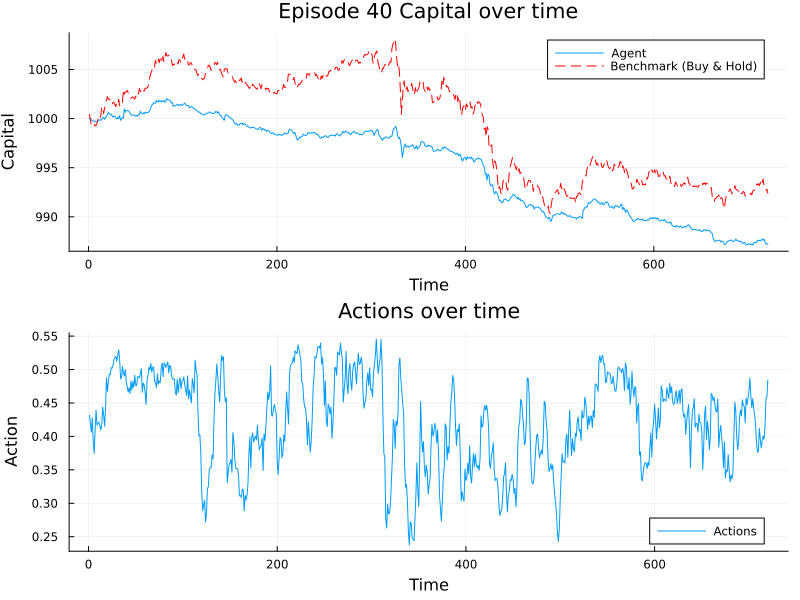 Episode 40 Capital over time
Agent
Benchmark (Buy & Hold)
1005
1000
995
990
Capital
0 200 400 600
Time
Actions over time
0.55
0.50
0.45
0.40
0.35
0.30
0.25
Action
Actions
0 200 400 600
Time